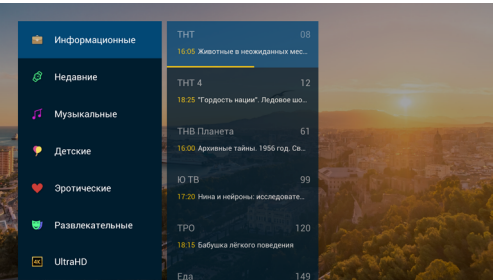 Информационные
Недавние
Музыкальные
Детские
Эротические
Развлекательные
4K UltraHD
ТНТ 08
16:05 Животные в неожиданных мес...
ТНТ 4 12
18:25 "Гордость нации". Ледовое шо...
ТНВ Планета 61
16:00 Архивные тайны. 1956 год. Св...
Ю ТВ 99
17:20 Нина и нейроны: исследовате...
ТРО 120
18:15 Бабушка лёгкого поведения
Еда 149